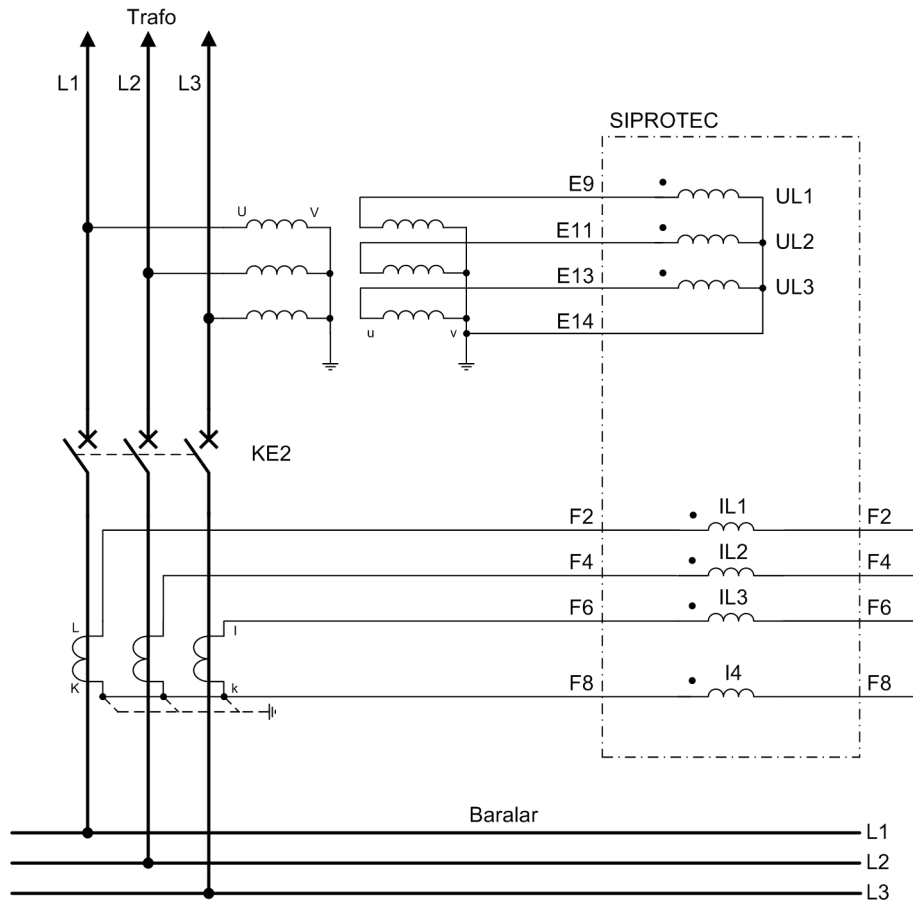 Trafo
L1 L2 L3
SIPROTEC
E9 UL1
U V
E11 UL2
E13 UL3
E14
u v
KE2
IL1
F2 F2
IL2
F4 F4
IL3
F6 F6
L l
K k
I4
F8 F8
Baralar
L1
L2
L3